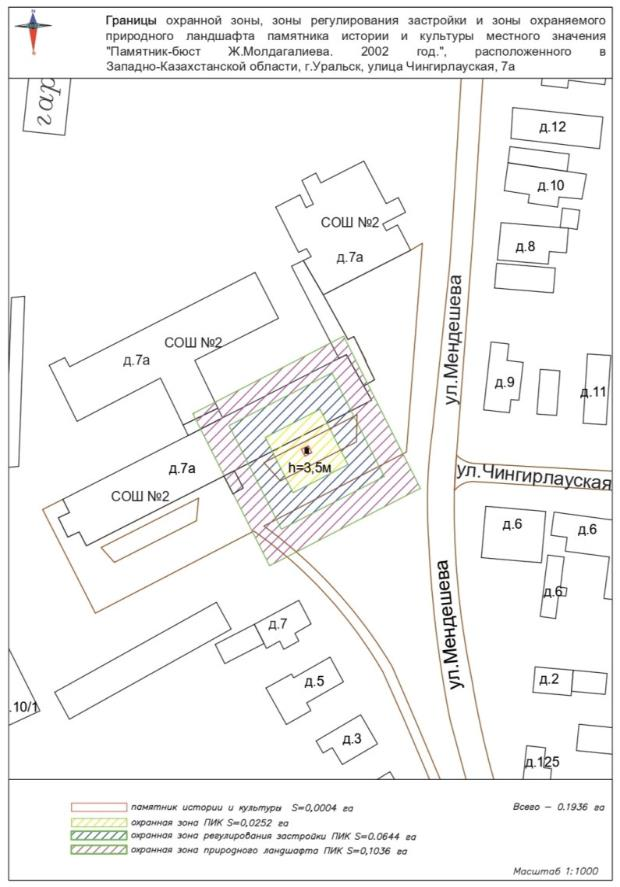 Границы охранной зоны, зоны регулирования застройки и зоны охраняемого
природного ландшафта памятника истории и культуры местного значения
"Памятник-бюст Ж.Молдагалиева. 2002 год.", расположенного в
Западно-Казахстанской области, г.Уральск, улица Чингирлауская, 7а
гар
д.12
д.10
СОШ №2
д.7а
д.8
ул.Мендешева
СОШ №2
д.7а
д.9
д.11
д.7а
h=3,5м
ул.Чингирлауская
СОШ №2
д.6
д.6
д.6
ул.Мендешева
д.7
д.5
д.2
.10/1
д.3
д.125
памятник истории и культуры S=0,0004 га
Всего – 0.1936 га
охранная зона ПИК S=0,0252 га
охранная зона регулирования застройки ПИК S=0.0644 га
охранная зона природного ландшафта ПИК S=0,1036 га
Масштаб 1:1000